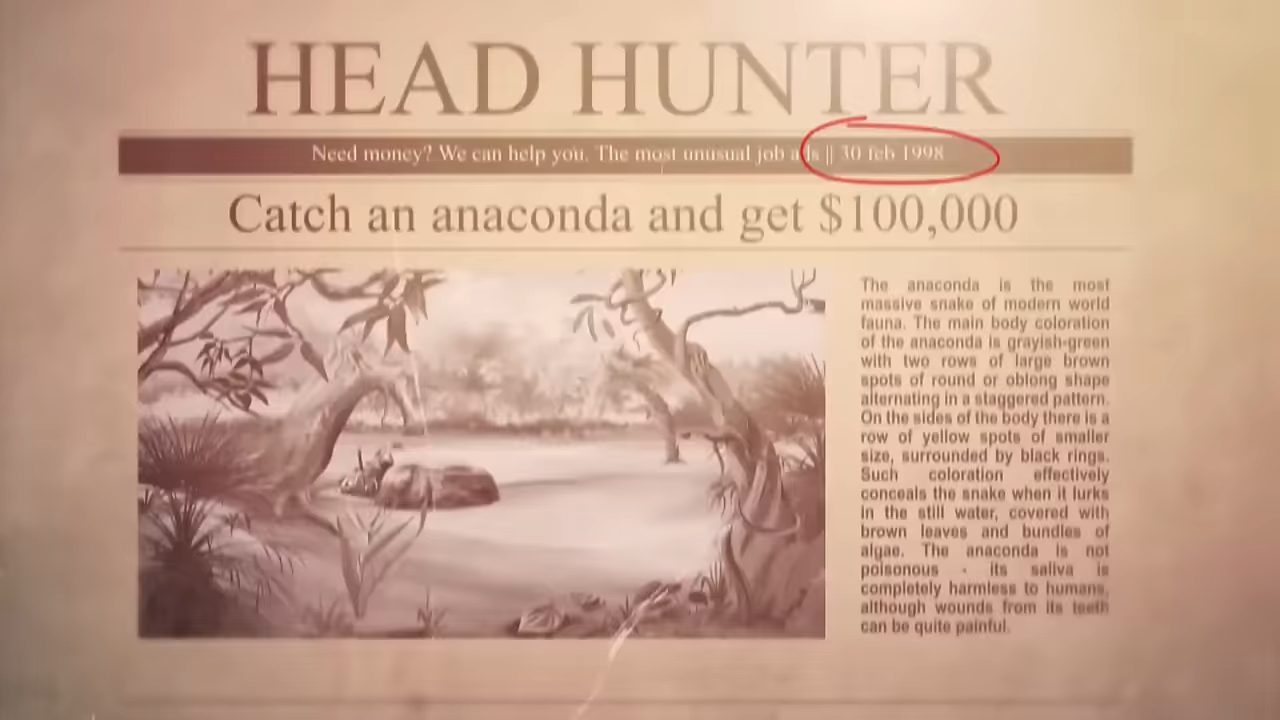 HEAD HUNTER
Need money? We can help you. The most unusual job ads || 30 feb 1998
Catch an anaconda and get $100,000
The anaconda is the most
massive snake of modern world
fauna. The main body coloration
of the anaconda is grayish-green
with two rows of large brown
spots of round or oblong shape
alternating in a staggered pattern.
On the sides of the body there is a
row of yellow spots of smaller
size, surrounded by black rings.
Such coloration effectively
conceals the snake when it lurks
in the still water, covered with
brown leaves and bundles of
algae. The anaconda is not
poisonous - its saliva is
completely harmless to humans,
although wounds from its teeth
can be quite painful.